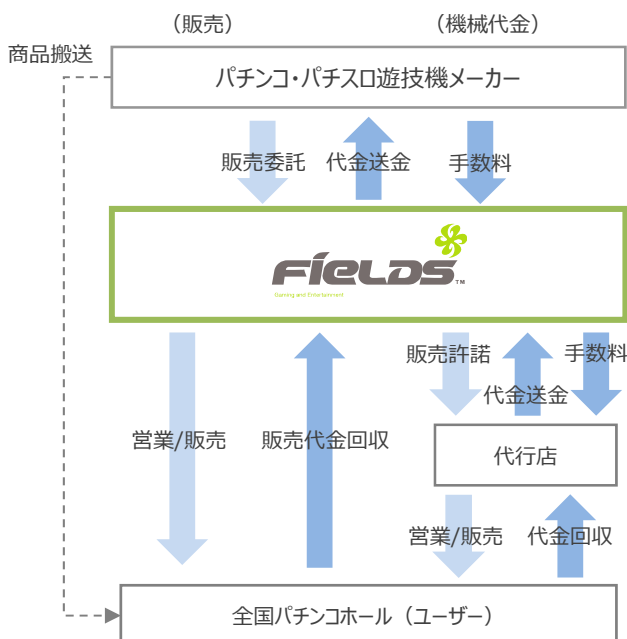 （販売）
（機械代金）
商品搬送
パチンコ・パチスロ遊技機メーカー
販売委託
代金送金
手数料
FIELDS™
Gaming and Entertainment
販売許諾
手数料
代金送金
営業/販売
販売代金回収
代行店
営業/販売
代金回収
全国パチンコホール（ユーザー）